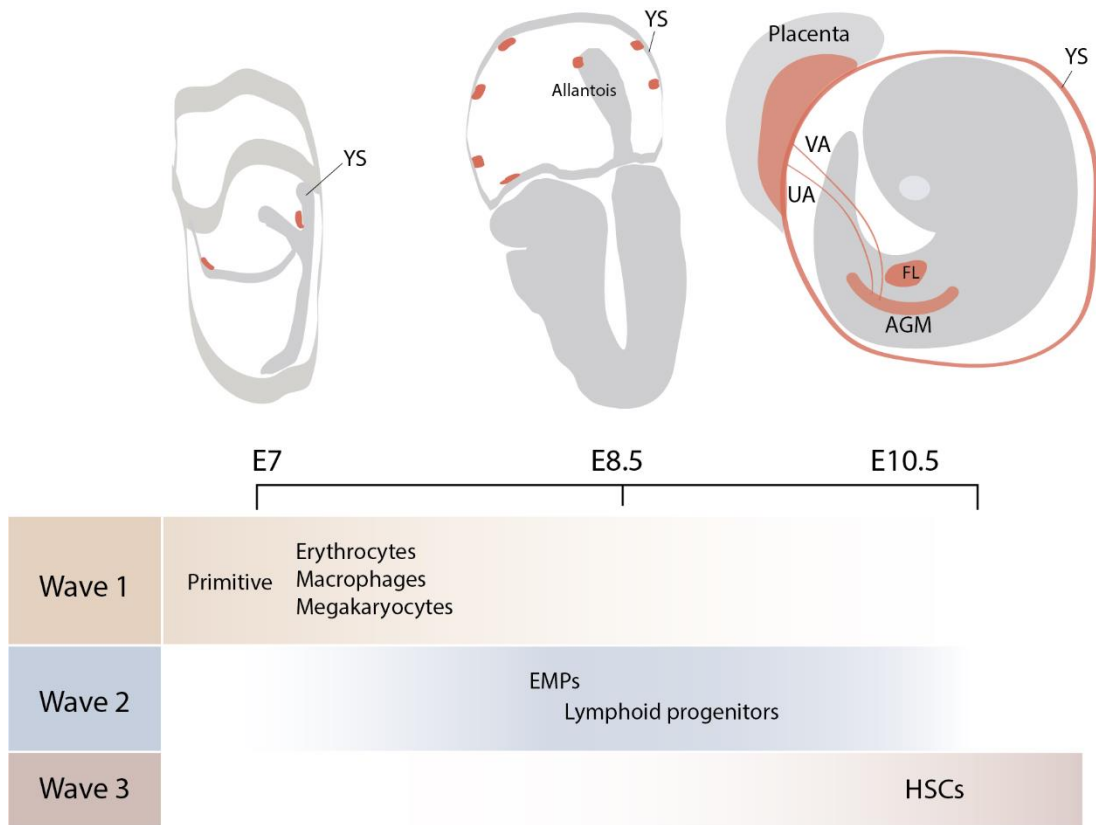 YS
YS
Allantois
Placenta
YS
VA
UA
FL
AGM
E7
E8.5
E10.5
Wave 1
Primitive
Erythrocytes
Macrophages
Megakaryocytes
Wave 2
EMPs
Lymphoid progenitors
Wave 3
HSCs